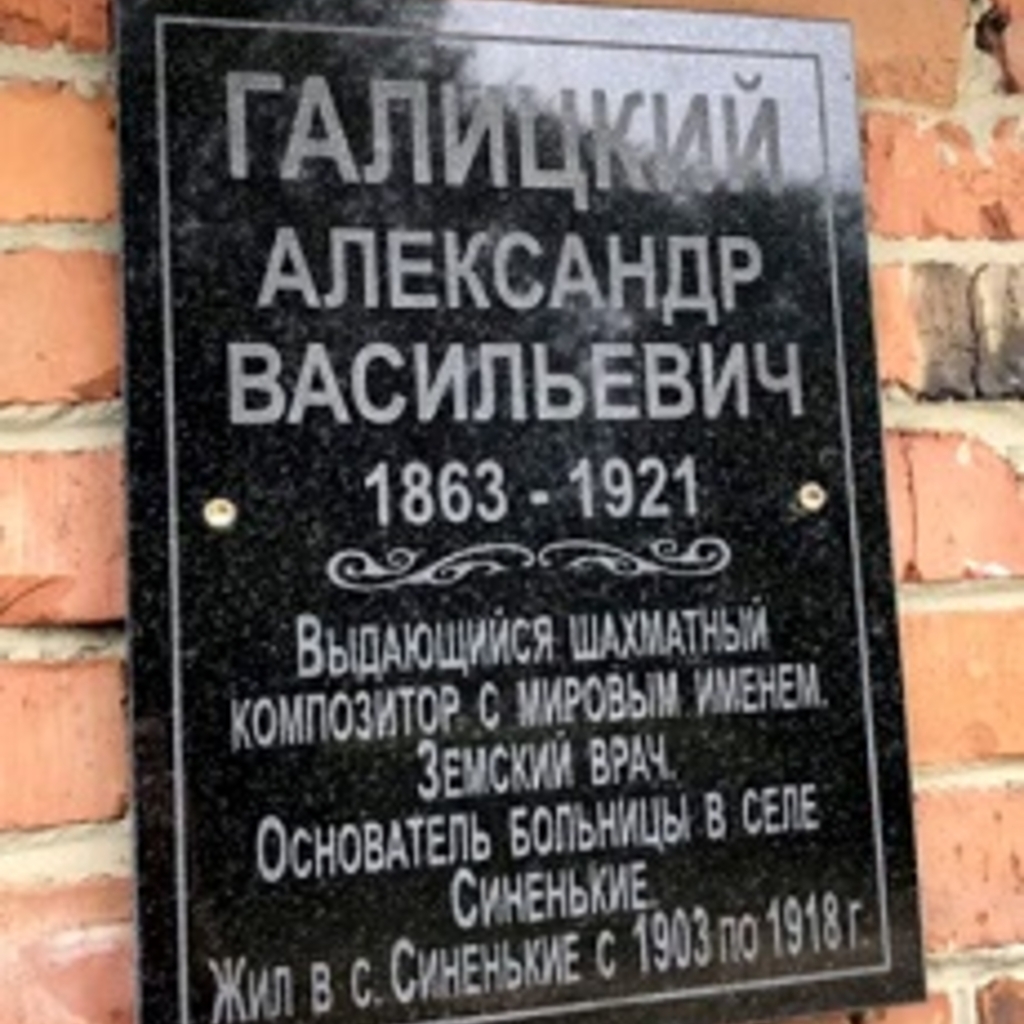 ГАЛИЦКИЙ
АЛЕКСАНДР
ВАСИЛЬЕВИЧ
1863 - 1921
Выдающийся шахматный
композитор с мировым именем.
Земский врач.
Основатель больницы в селе
Синенькие.
Жил в с. Синенькие с 1903 по 1918 г.